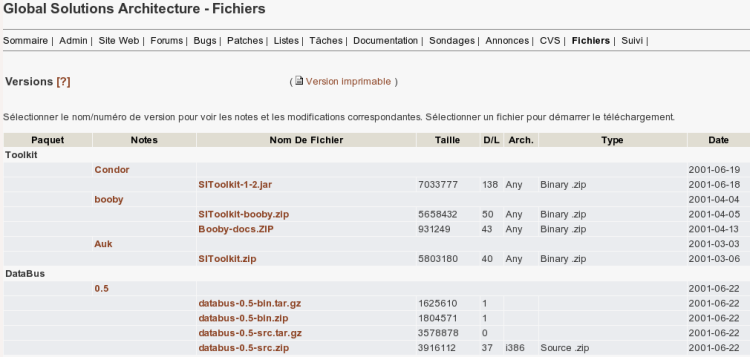 Global Solutions Architecture - Fichiers
Sommaire | Admin | Site Web | Forums | Bugs | Patches | Listes | Tâches | Documentation | Sondages | Annonces | CVS | Fichiers | Suivi |
Versions [?] ( Version imprimable )
Sélectionner le nom/numéro de version pour voir les notes et les modifications correspondantes. Sélectionner un fichier pour démarrer le téléchargement.
Paquet Notes Nom De Fichier Taille D/L Arch. Type Date
Toolkit
Condor 2001-06-19
SIToolkit-1-2.jar 7033777 138 Any Binary .zip 2001-06-18
booby 2001-04-04
SIToolkit-booby.zip 5658432 50 Any Binary .zip 2001-04-05
Booby-docs.ZIP 931249 43 Any Binary .zip 2001-04-13
Auk 2001-03-03
SIToolkit.zip 5803180 40 Any Binary .zip 2001-03-06
DataBus
0.5 2001-06-22
databus-0.5-bin.tar.gz 1625610 1 2001-06-22
databus-0.5-bin.zip 1804571 1 2001-06-22
databus-0.5-src.tar.gz 3578878 0 2001-06-22
databus-0.5-src.zip 3916112 37 i386 Source .zip 2001-06-22